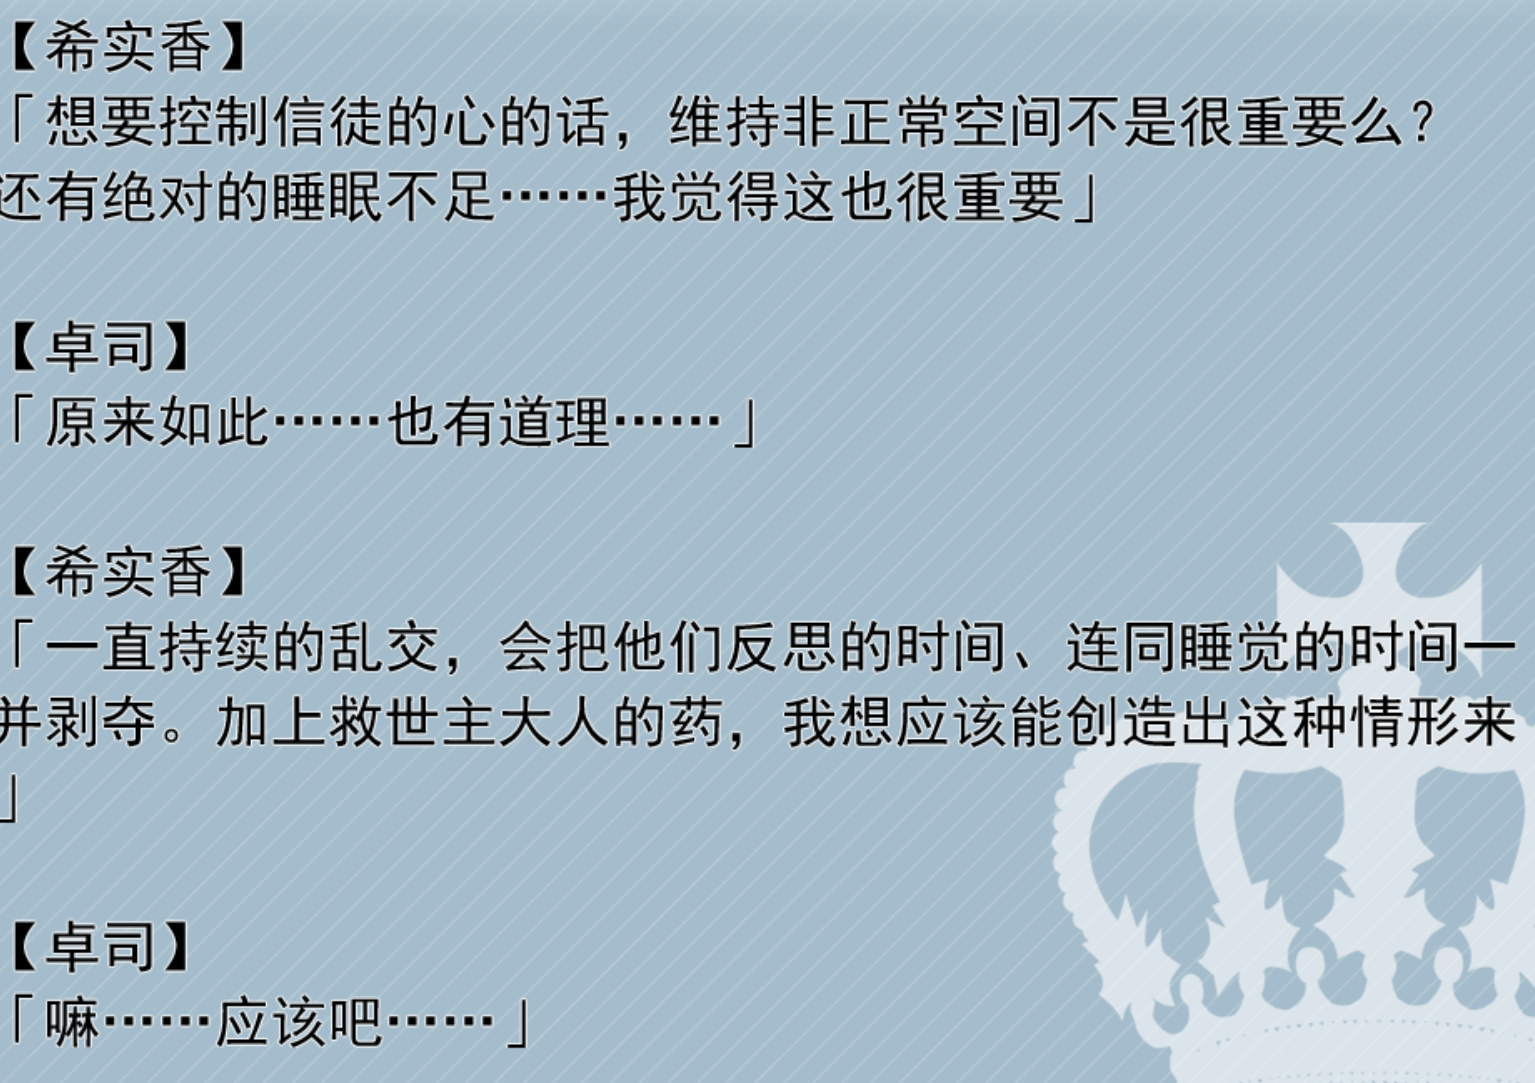 【希实香】
「想要控制信徒的心的话，维持非正常空间不是很重要么？
还有绝对的睡眠不足……我觉得这也很重要」
【卓司】
「原来如此……也有道理……」
【希实香】
「一直持续的乱交，会把他们反思的时间、连同睡觉的时间一
并剥夺。加上救世主大人的药，我想应该能创造出这种情形来
」
【卓司】
「嘛……应该吧……」